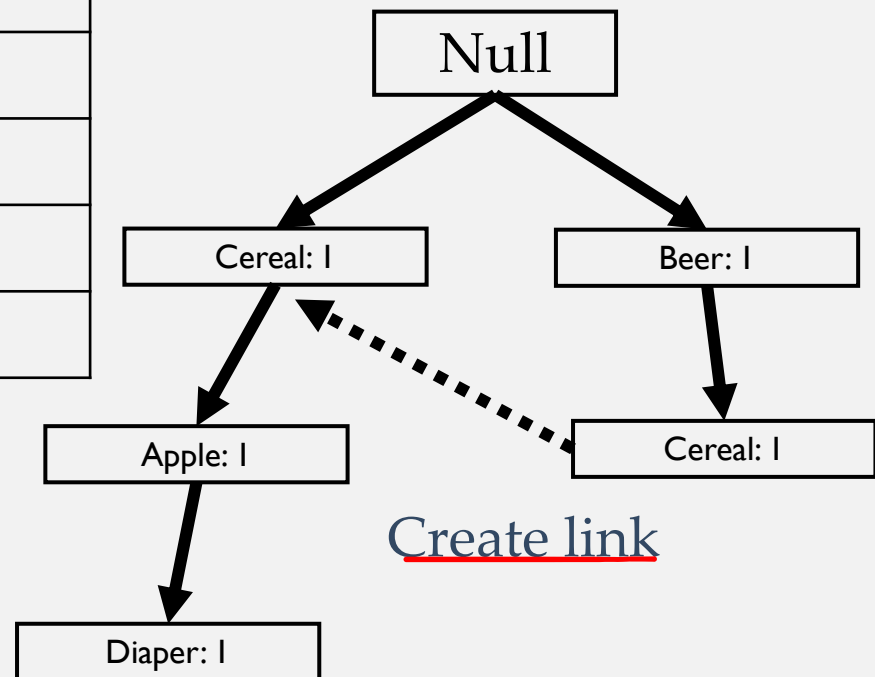 Null
Cereal: 1
Beer: 1
Apple: 1
Cereal: 1
Create link
Diaper: 1